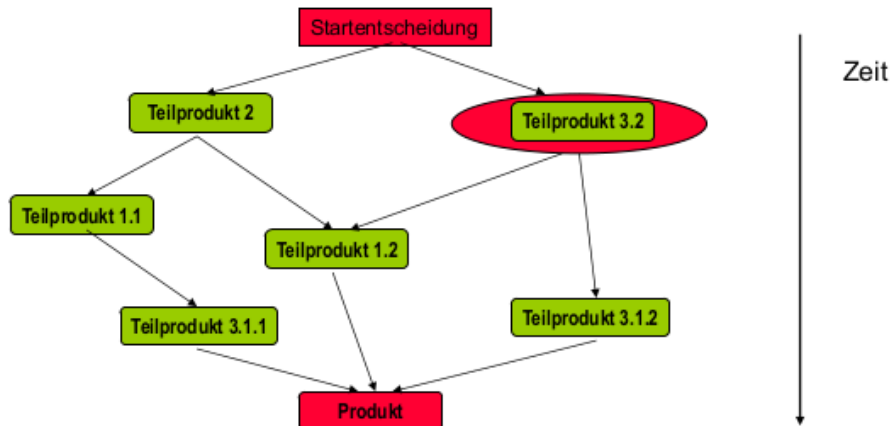 Startentscheidung
Zeit
Teilprodukt 2
Teilprodukt 3.2
Teilprodukt 1.1
Teilprodukt 1.2
Teilprodukt 3.1.1
Teilprodukt 3.1.2
Produkt